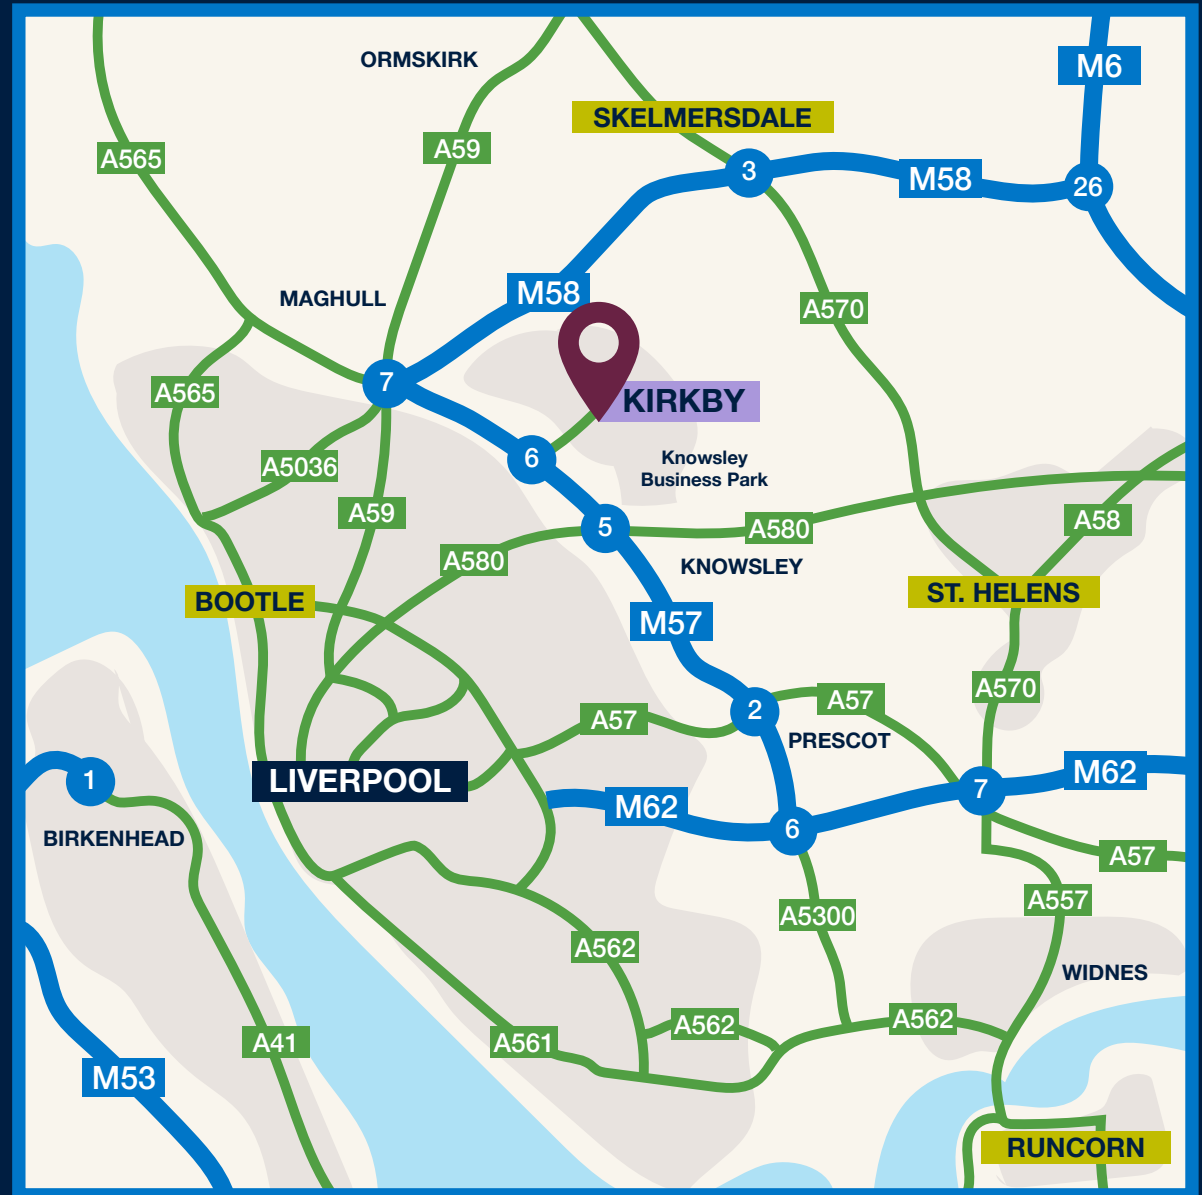 ORMSKIRK
M6
SKELMERSDALE
A59
A565
3
M58
26
MAGHULL
M58
A570
7
A565
KIRKBY
6
Knowsley
Business Park
A5036
A59
5
A580
A58
A580
KNOWSLEY
ST. HELENS
BOOTLE
M57
A570
A57
2
A57
PRESCOT
LIVERPOOL
1
M62
7
M62
6
BIRKENHEAD
A57
A557
A5300
A562
WIDNES
A562
A562
A41
A561
M53
RUNCORN